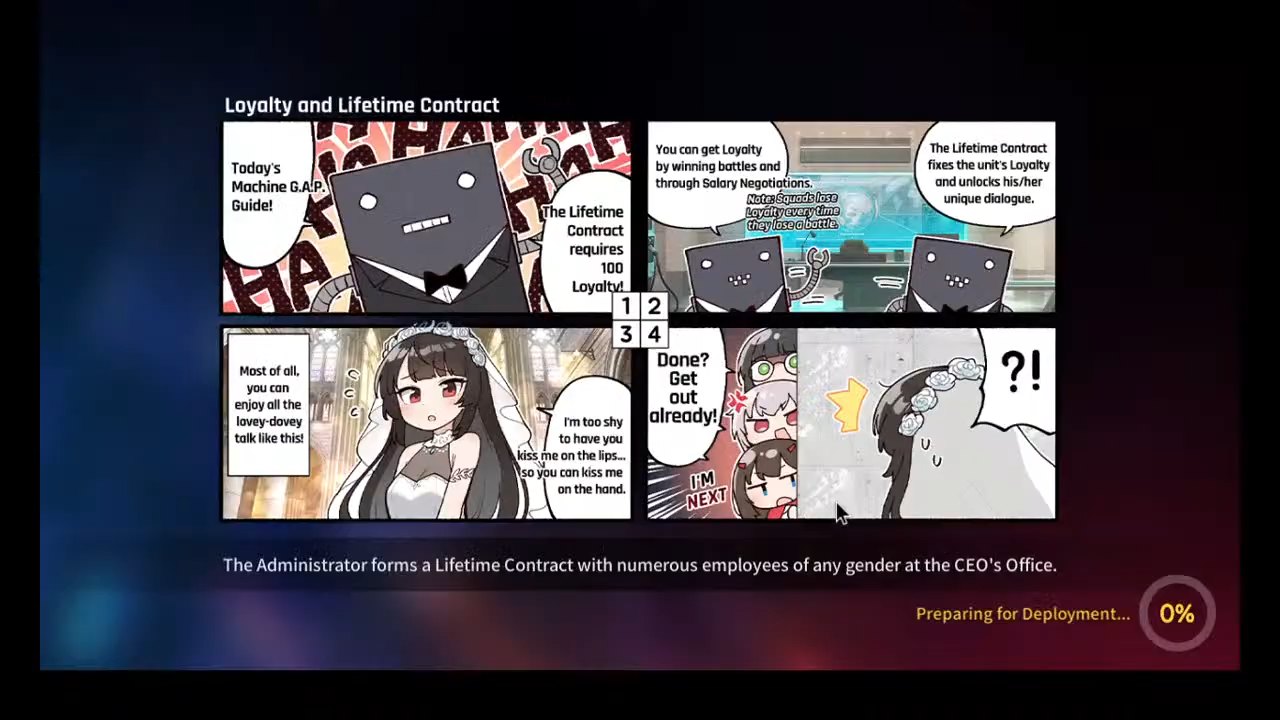 Loyalty and Lifetime Contract
Today's
Machine G.A.P.
Guide!
HA HA HA HA
The Lifetime
Contract
requires
100
Loyalty!
You can get Loyalty
by winning battles and
through Salary Negotiations.
Note: Squads lose
Loyalty every time
they lose a battle.
The Lifetime Contract
fixes the unit's Loyalty
and unlocks his/her
unique dialogue.
1 2
3 4
Most of all,
you can
enjoy all the
lovey-dovey
talk like this!
I'm too shy
to have you
kiss me on the lips...
so you can kiss me
on the hand.
Done?
Get
out
already!
I'M
NEXT
?!
The Administrator forms a Lifetime Contract with numerous employees of any gender at the CEO's Office.
Preparing for Deployment...
0%